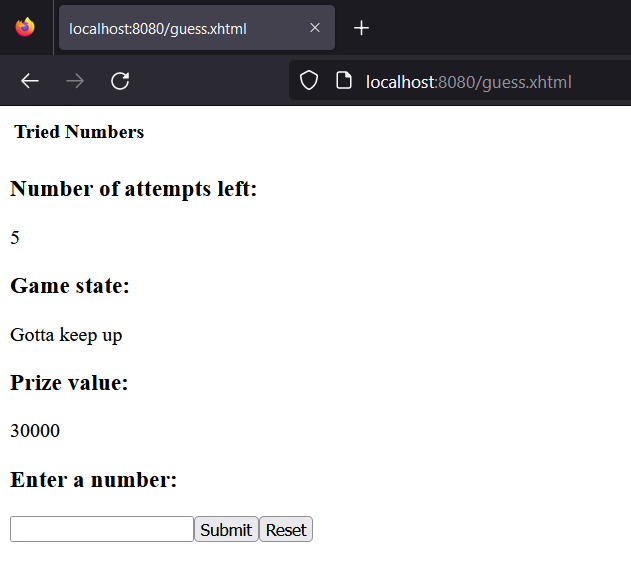 localhost:8080/guess.xhtml
localhost:8080/guess.xhtml
Tried Numbers
Number of attempts left:
5
Game state:
Gotta keep up
Prize value:
30000
Enter a number:
Submit Reset